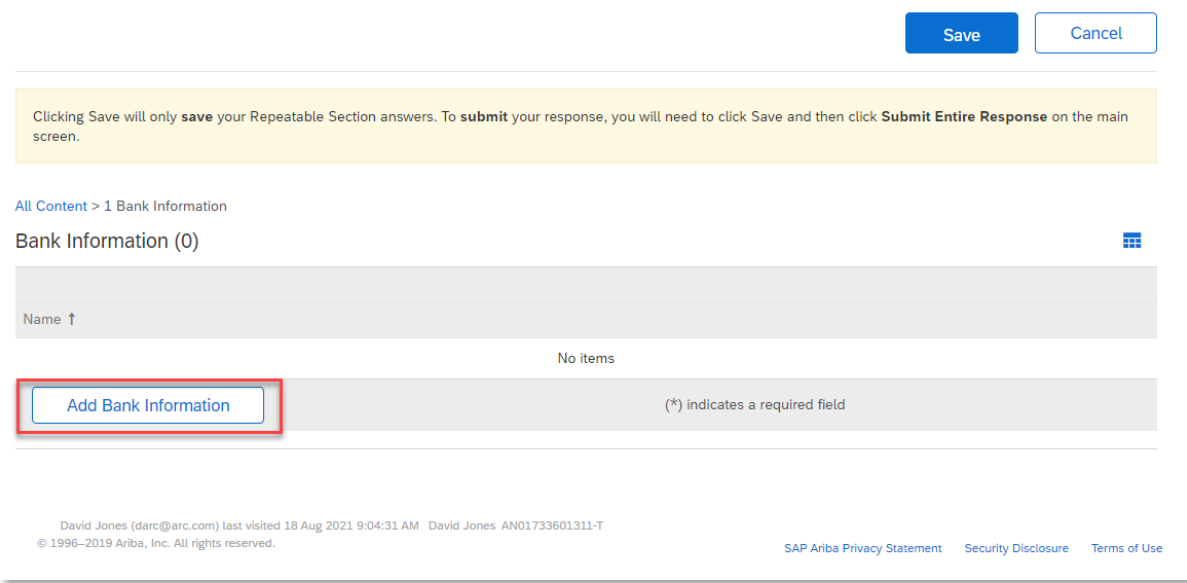 Save Cancel
Clicking Save will only save your Repeatable Section answers. To submit your response, you will need to click Save and then click Submit Entire Response on the main
screen.
All Content > 1 Bank Information
Bank Information (0)
Name ↑
No items
Add Bank Information (*) indicates a required field
David Jones (darc@arc.com) last visited 18 Aug 2021 9:04:31 AM David Jones AN01733601311-T
© 1996–2019 Ariba, Inc. All rights reserved.
SAP Ariba Privacy Statement Security Disclosure Terms of Use